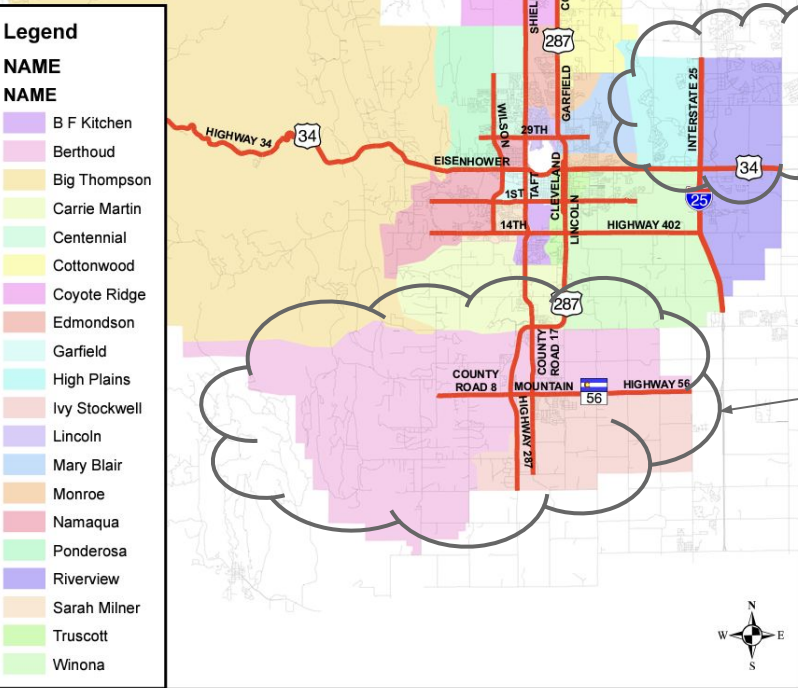 Legend
NAME
NAME
B F Kitchen
Berthoud
Big Thompson
Carrie Martin
Centennial
Cottonwood
Coyote Ridge
Edmondson
Garfield
High Plains
Ivy Stockwell
Lincoln
Mary Blair
Monroe
Namaqua
Ponderosa
Riverview
Sarah Milner
Truscott
Winona
SHIEL
CO
287
GARFIELD
WILSON
29TH
INTERSTATE 25
HIGHWAY 34
34
EISENHOWER
34
TAFT
CLEVELAND
1ST
25
LINCOLN
14TH
HIGHWAY 402
287
COUNTY
ROAD 17
COUNTY
ROAD 8
MOUNTAIN
56
HIGHWAY 56
HIGHWAY 287
N
W
E
S